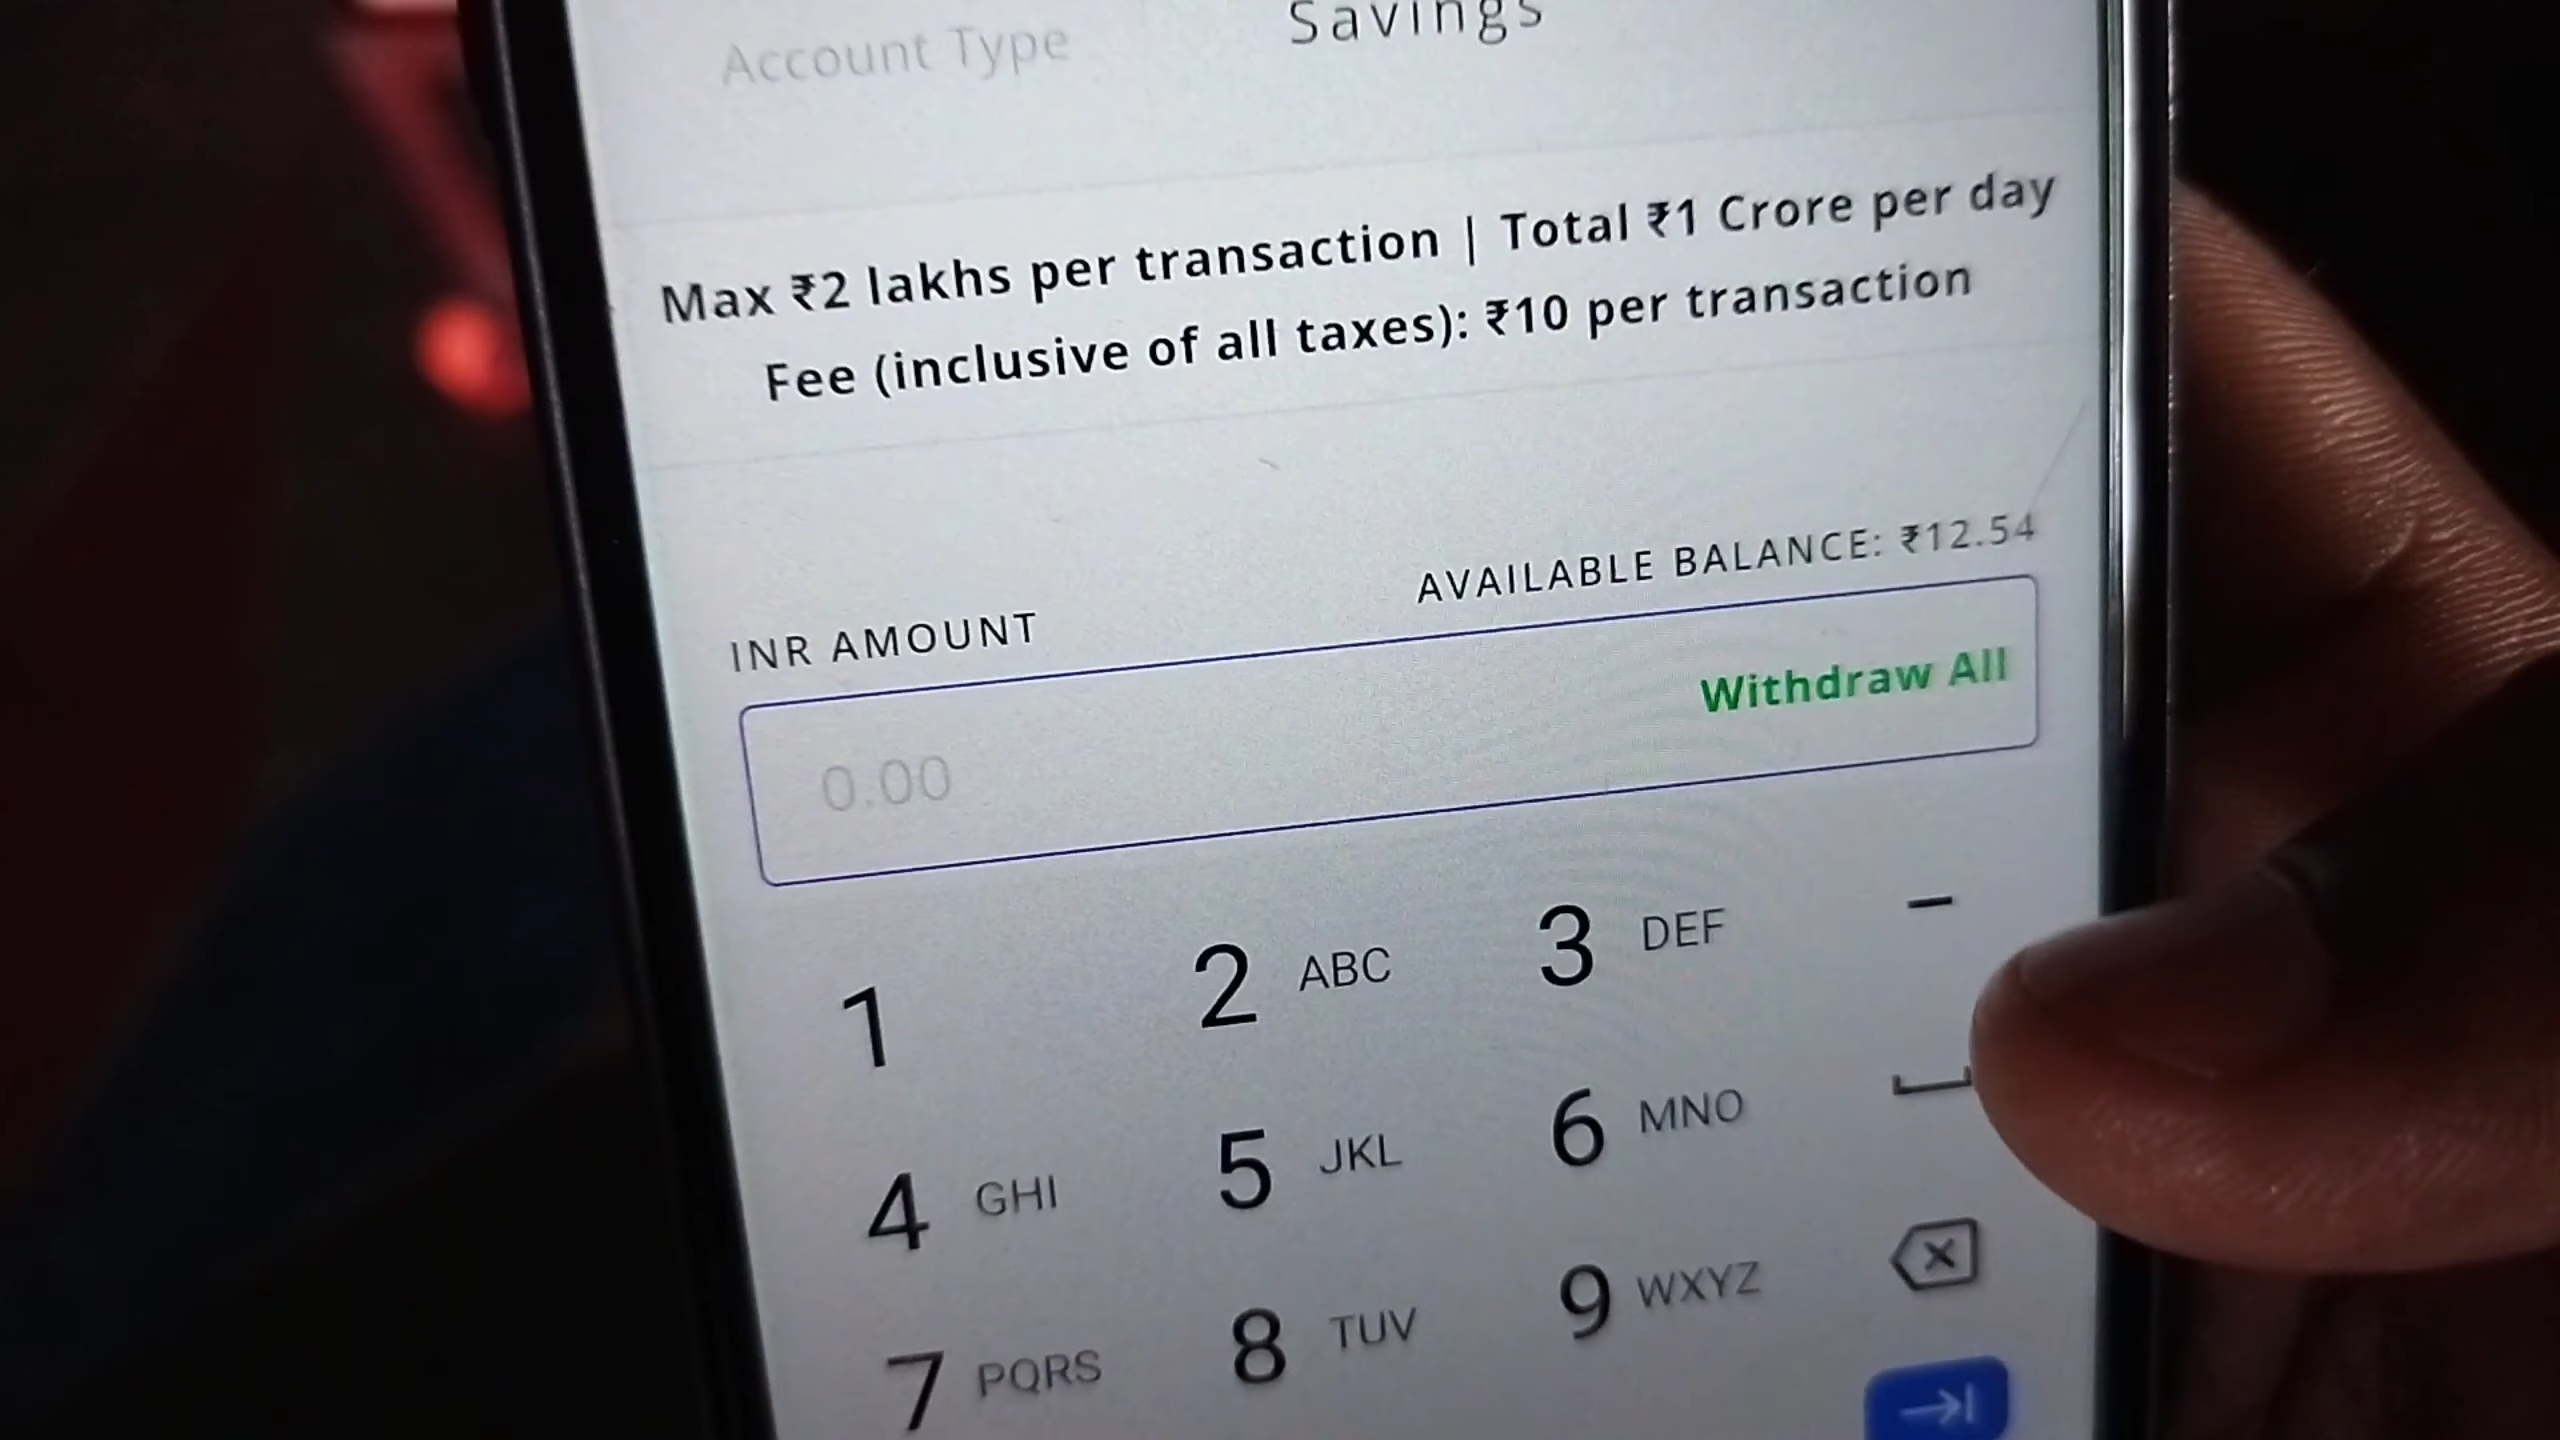 Account Type Savings
Max ₹2 lakhs per transaction | Total ₹1 Crore per day
Fee (inclusive of all taxes): ₹10 per transaction
INR AMOUNT AVAILABLE BALANCE: ₹12.54
0.00 Withdraw All
1 2 ABC 3 DEF –
4 GHI 5 JKL 6 MNO
7 PQRS 8 TUV 9 WXYZ